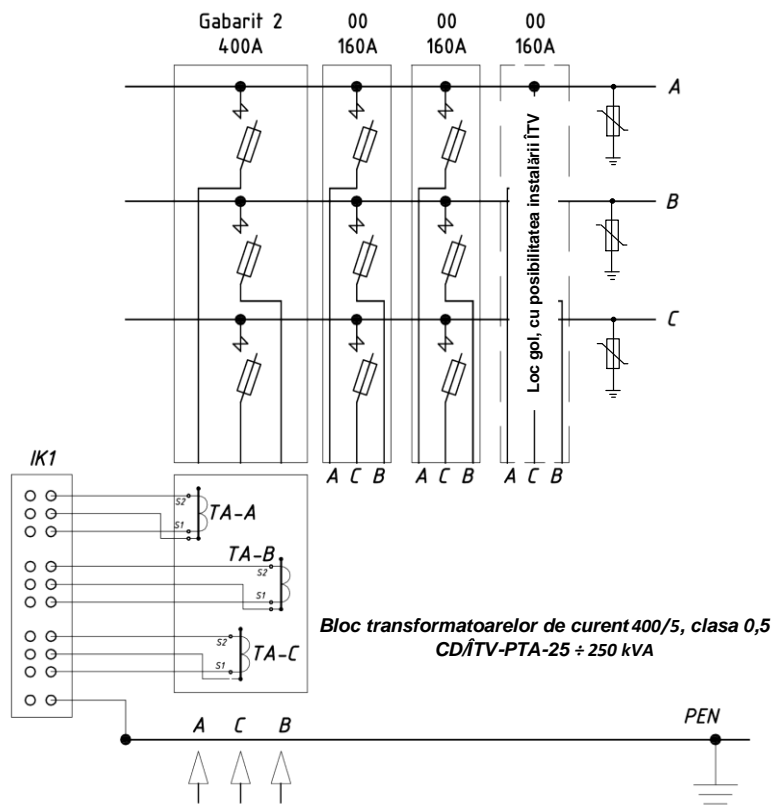 Gabarit 2 00 00 00
400A 160A 160A 160A
A
B
C
Loc gol, cu posibilitatea instalării ÎTV
A C B A C B A C B
IK1
S2
TA-A
S1
TA-B
S2
S1
S2
TA-C
S1
Bloc transformatoarelor de curent 400/5, clasa 0,5
CD/ÎTV-PTA-25 ÷ 250 kVA
A C B
PEN